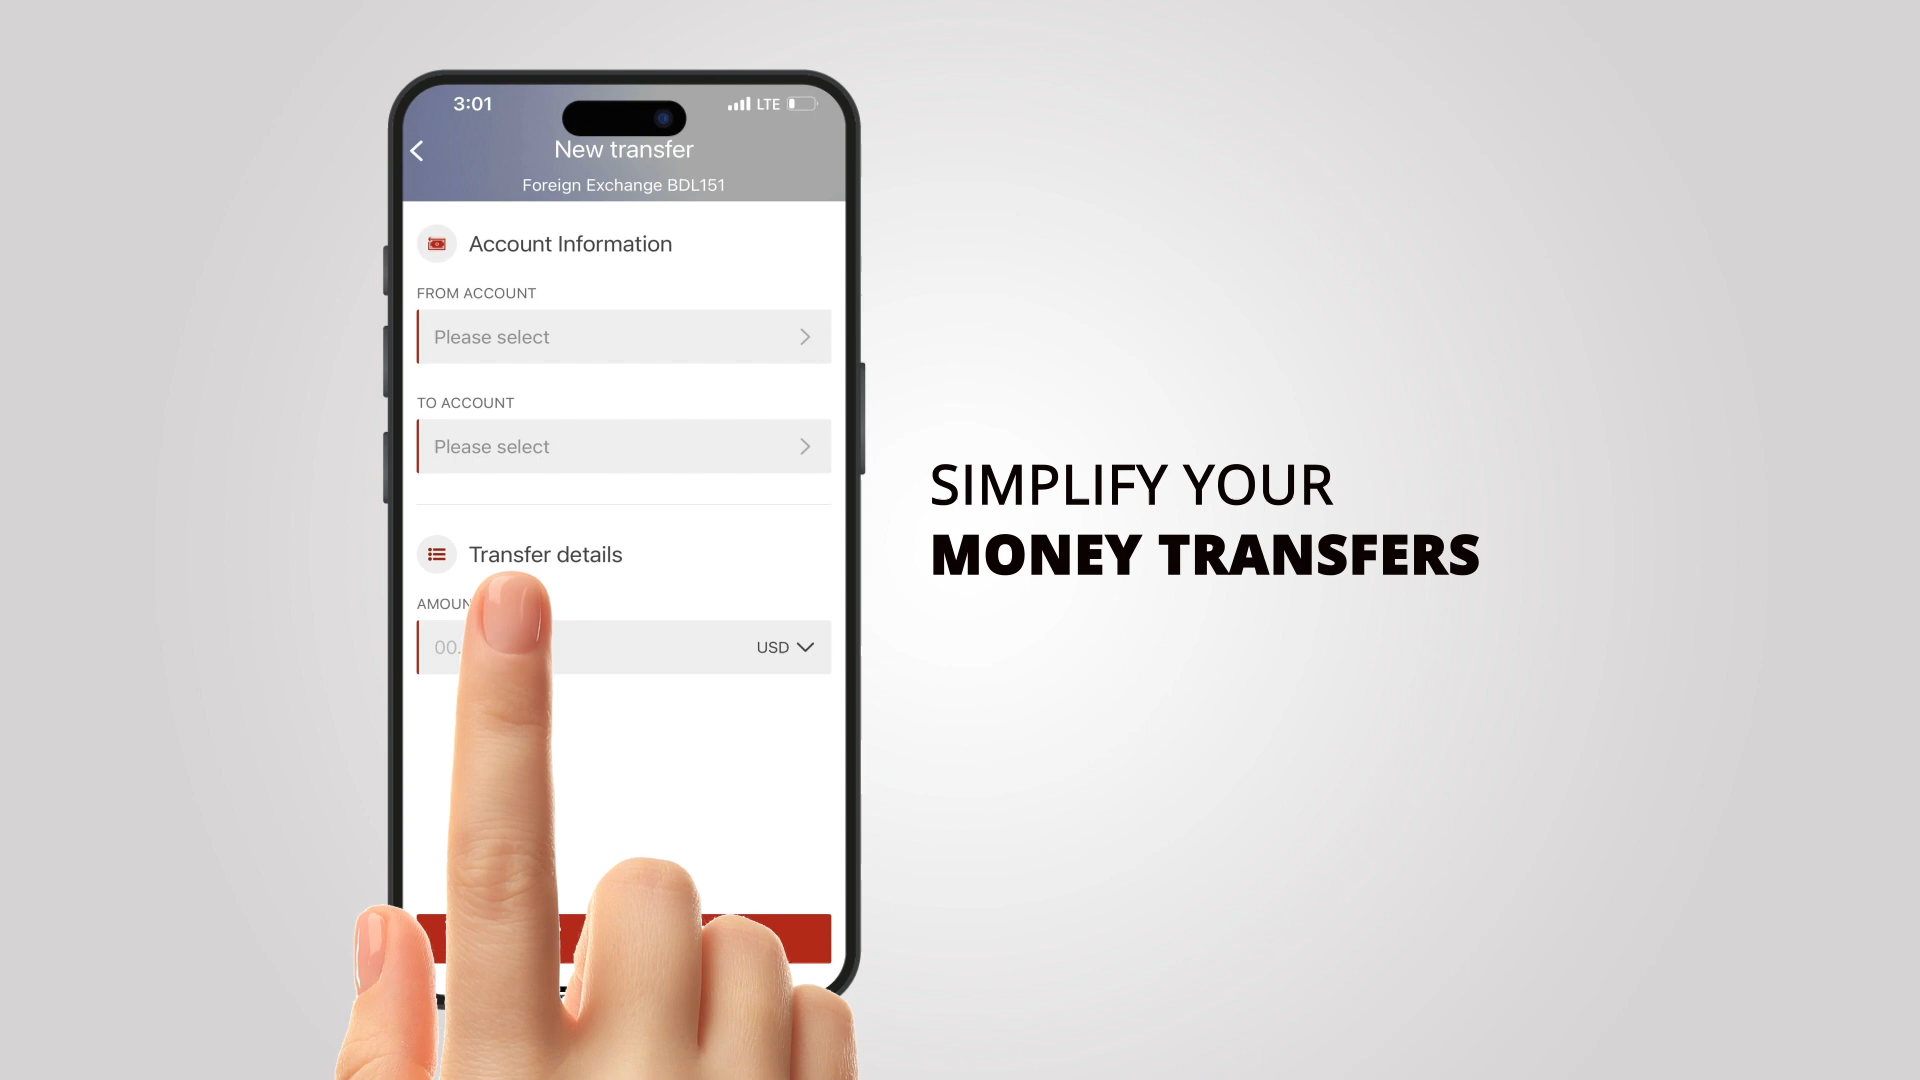 3:01
LTE
New transfer
Foreign Exchange BDL151
Account Information
FROM ACCOUNT
Please select
TO ACCOUNT
Please select
Transfer details
00.
USD
SIMPLIFY YOUR
MONEY TRANSFERS